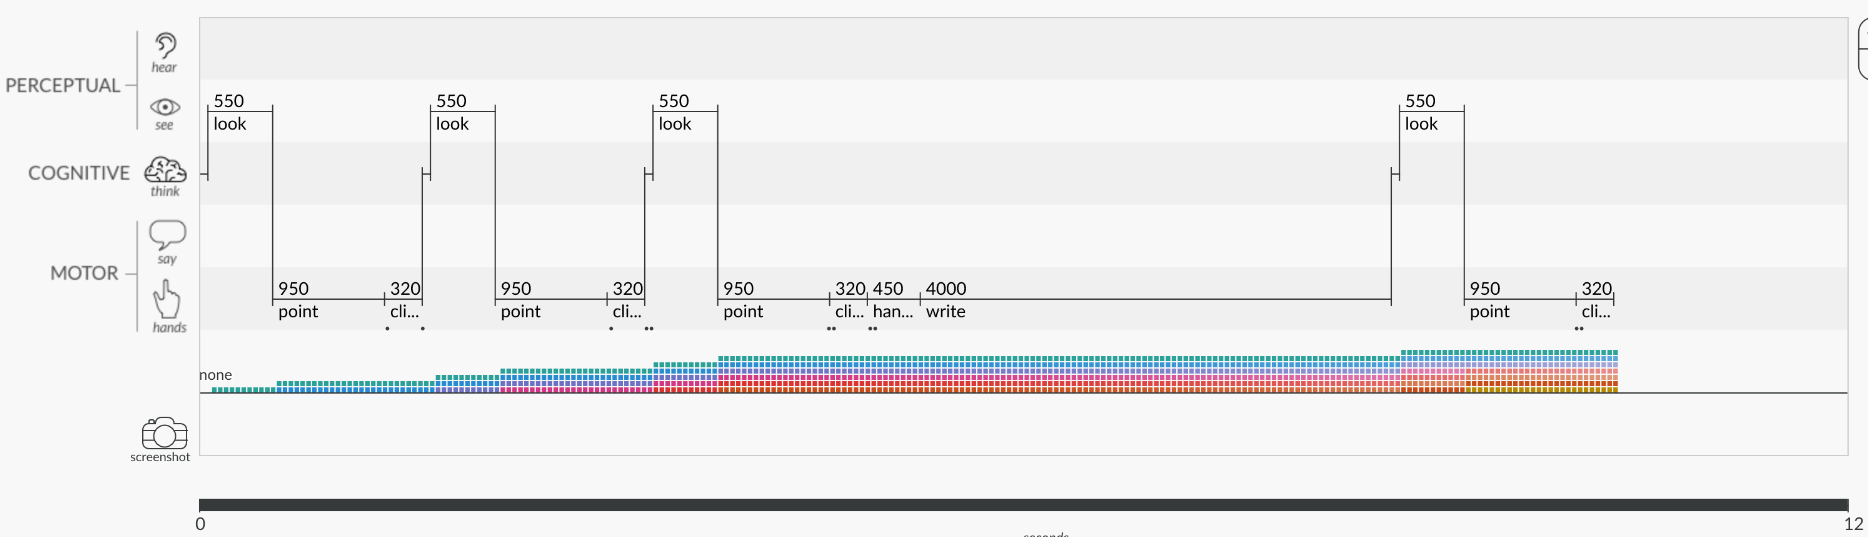 hear
PERCEPTUAL
550 550 550 550
look look look look
see
COGNITIVE
think
say
MOTOR
950 320 950 320 950 320 450 4000 950 320
point cli... point cli... point cli... han... write point cli...
hands
none
screenshot
0 12
seconds